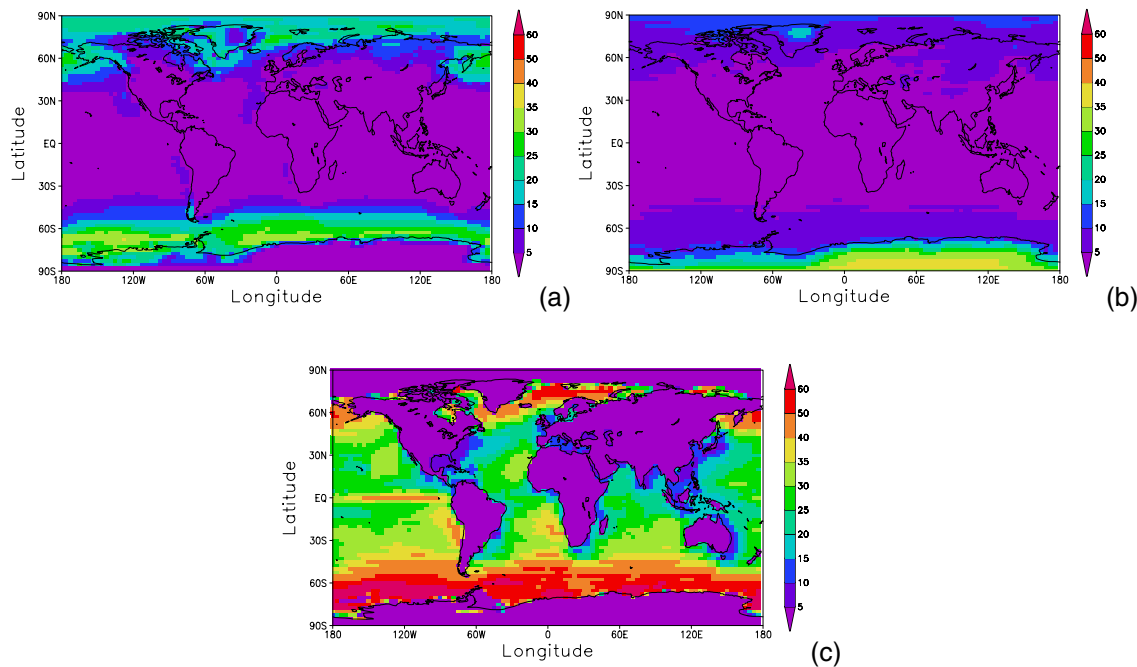 90N
60N
30N
EQ
30S
60S
90S
Latitude
180
120W
60W
0
60E
120E
180
Longitude
60
50
40
35
30
25
20
15
10
5
(a)
90N
60N
30N
EQ
30S
60S
90S
Latitude
180
120W
60W
0
60E
120E
180
Longitude
60
50
40
35
30
25
20
15
10
5
(b)
90N
60N
30N
EQ
30S
60S
90S
Latitude
180
120W
60W
0
60E
120E
180
Longitude
60
50
40
35
30
25
20
15
10
5
(c)